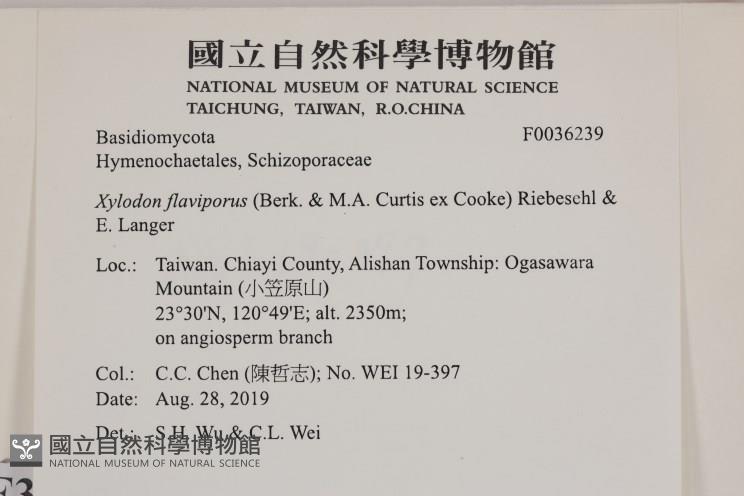 國立自然科學博物館
NATIONAL MUSEUM OF NATURAL SCIENCE
TAICHUNG, TAIWAN, R.O.CHINA
Basidiomycota F0036239
Hymenochaetales, Schizoporaceae
Xylodon flaviporus (Berk. & M.A. Curtis ex Cooke) Riebeschl &
E. Langer
Loc.: Taiwan. Chiayi County, Alishan Township: Ogasawara
Mountain (小笠原山)
23°30'N, 120°49'E; alt. 2350m;
on angiosperm branch
Col.: C.C. Chen (陳哲志); No. WEI 19-397
Date: Aug. 28, 2019
Det.: S.H. Wu & C.L. Wei
國立自然科學博物館
NATIONAL MUSEUM OF NATURAL SCIENCE